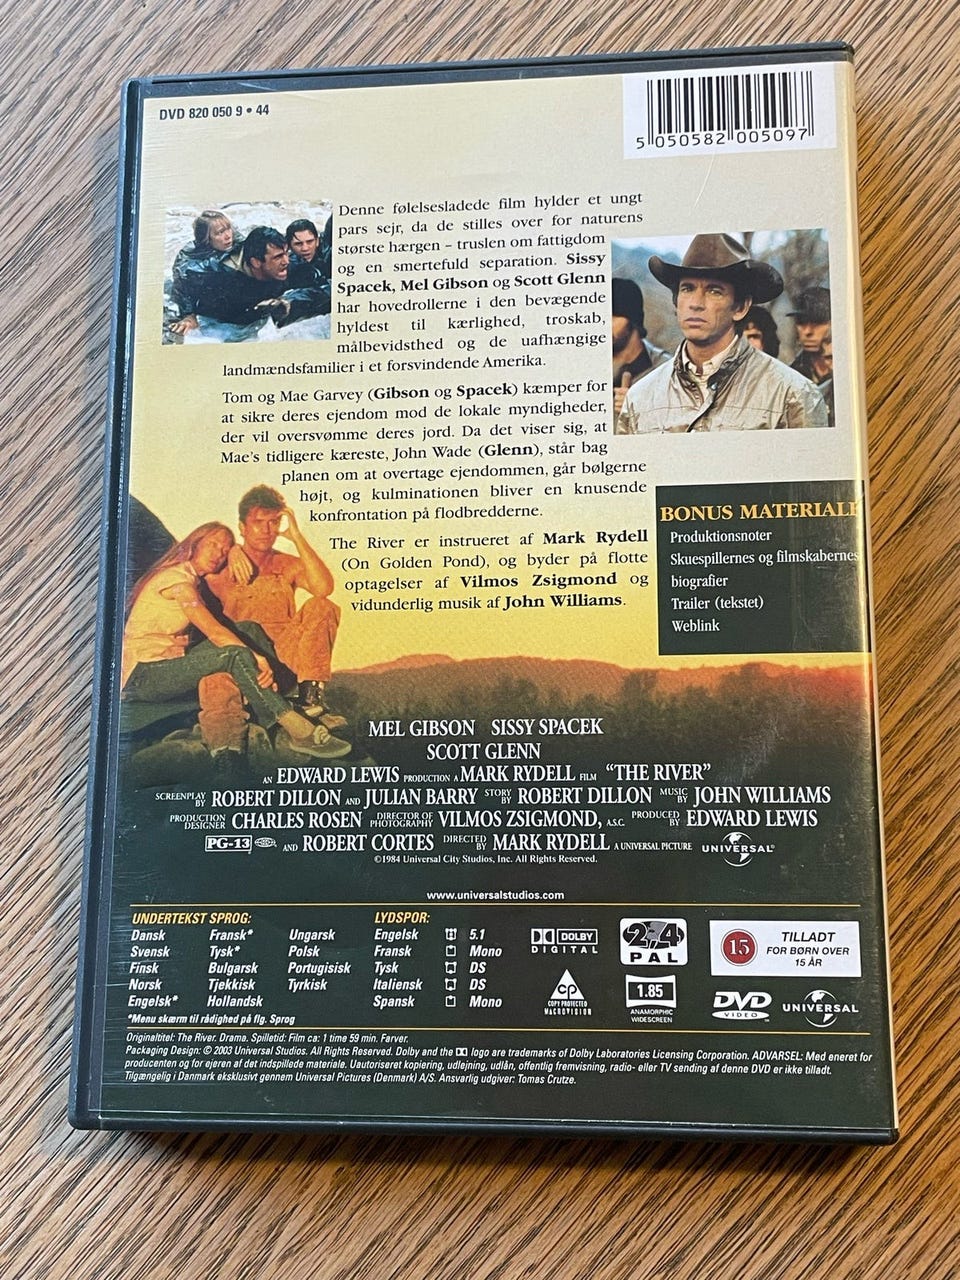 DVD 820 050 9 • 44
5 050582 005097
Denne følelsesladede film hylder et ungt
pars sejr, da de stilles over for naturens
største hærgen – truslen om fattigdom
og en smertefuld separation. Sissy
Spacek, Mel Gibson og Scott Glenn
har hovedrollerne i den bevægende
hyldest til kærlighed, troskab,
målbevidsthed og de uafhængige
landmændsfamilier i et forsvindende Amerika.
Tom og Mae Garvey (Gibson og Spacek) kæmper for
at sikre deres ejendom mod de lokale myndigheder,
der vil oversvømme deres jord. Da det viser sig, at
Mae's tidligere kæreste, John Wade (Glenn), står bag
planen om at overtage ejendommen, går bølgerne
højt, og kulminationen bliver en knusende
konfrontation på flodbredderne.
The River er instrueret af Mark Rydell
(On Golden Pond), og byder på flotte
optagelser af Vilmos Zsigmond og
vidunderlig musik af John Williams.
BONUS MATERIALE
Produktionsnoter
Skuespillernes og filmskabernes
biografier
Trailer (tekstet)
Weblink
MEL GIBSON SISSY SPACEK
SCOTT GLENN
AN EDWARD LEWIS PRODUCTION A MARK RYDELL FILM "THE RIVER"
SCREENPLAY BY ROBERT DILLON AND JULIAN BARRY STORY BY ROBERT DILLON MUSIC BY JOHN WILLIAMS
PRODUCTION DESIGNER CHARLES ROSEN DIRECTOR OF PHOTOGRAPHY VILMOS ZSIGMOND, A.S.C. PRODUCED BY EDWARD LEWIS
PG-13 AND ROBERT CORTES DIRECTED BY MARK RYDELL A UNIVERSAL PICTURE UNIVERSAL
©1984 Universal City Studios, Inc. All Rights Reserved.
www.universalstudios.com
UNDERTEKST SPROG:
Dansk Fransk* Ungarsk
Svensk Tysk* Polsk
Finsk Bulgarsk Portugisisk
Norsk Tjekkisk Tyrkisk
Engelsk* Hollandsk
*Menu skærm til rådighed på flg. Sprog
LYDSPOR:
Engelsk 5.1
Fransk Mono
Tysk DS
Italiensk DS
Spansk Mono
DOLBY
DIGITAL
CP
COPY PROTECTED
MACROVISION
2,4
PAL
1.85
ANAMORPHIC
WIDESCREEN
15
TILLADT
FOR BØRN OVER
15 ÅR
DVD
VIDEO
UNIVERSAL
Originaltitel: The River. Drama. Spilletid: Film ca: 1 time 59 min. Farver.
Packaging Design: © 2003 Universal Studios. All Rights Reserved. Dolby and the logo are trademarks of Dolby Laboratories Licensing Corporation. ADVARSEL: Med eneret for
producenten og for ejeren af det indspillede materiale. Uautoriseret kopiering, udlejning, udlån, offentlig fremvisning, radio- eller TV sending af denne DVD er ikke tilladt.
Tilgængelig i Danmark eksklusivt gennem Universal Pictures (Denmark) A/S. Ansvarlig udgiver: Tomas Crutze.